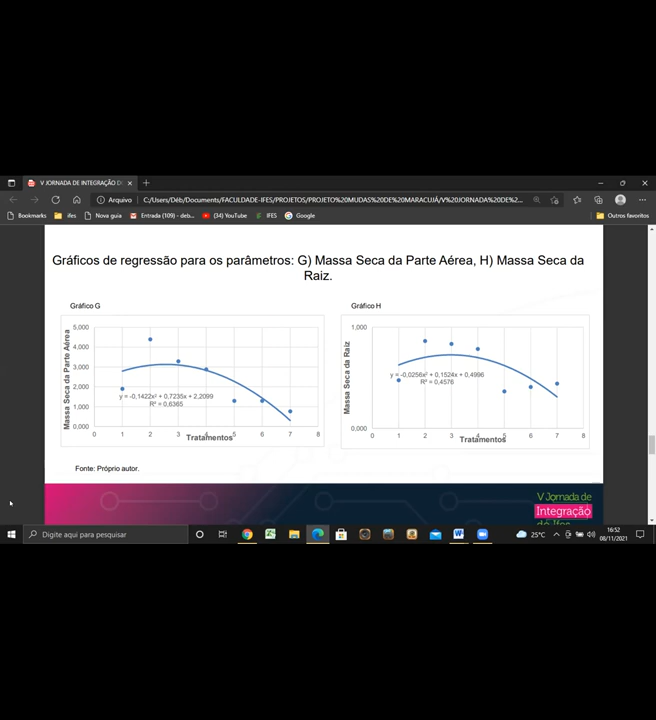 V JORNADA DE INTEGRAÇÃO D
Arquivo
C:/Users/Déb/Documents/FACULDADE-IFES/PROJETOS/PROJETO%20MUDAS%20DE%20MARACUJÁ/V%20JORNADA%20DE%2...
Bookmarks ifes Nova guia Entrada (109) - deb... (34) YouTube IFES Google Outros favoritos
Gráficos de regressão para os parâmetros: G) Massa Seca da Parte Aérea, H) Massa Seca da
Raiz.
Gráfico G
Massa Seca da Parte Aérea
5,000
4,000
3,000
2,000
1,000
0,000
y = -0,1422x² + 0,7235x + 2,2099
R² = 0,6365
0 1 2 3 4 5 6 7 8
Tratamentos
Gráfico H
Massa Seca da Raiz
1,000
0,000
y = -0,0256x² + 0,1524x + 0,4996
R² = 0,4576
0 1 2 3 4 5 6 7 8
Tratamentos
Fonte: Próprio autor.
V Jornada de
Integração
do Ifes
Digite aqui para pesquisar
25°C
16:52
08/11/2021